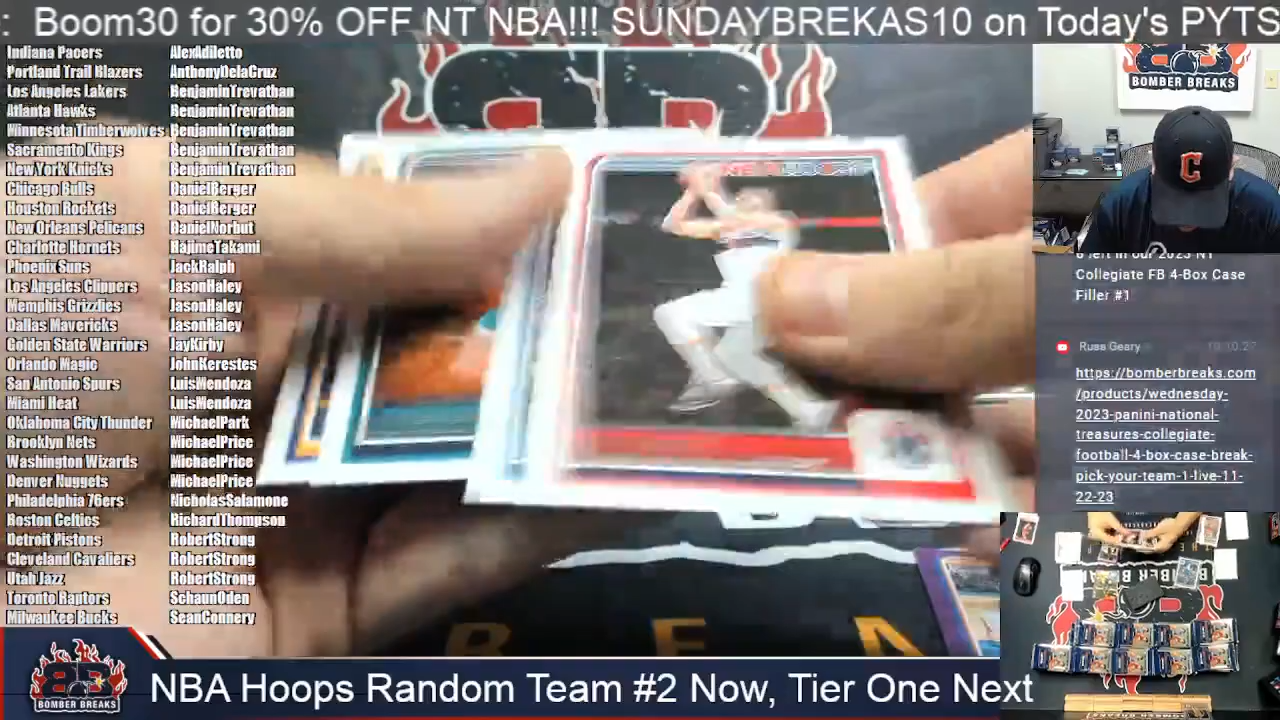 : Boom30 for 30% OFF NT NBA!!! SUNDAYBREKAS10 on Today's PYTS
Indiana Pacers AlexAdiletto
Portland Trail Blazers AnthonyDelaCruz
Los Angeles Lakers BenjaminTrevathan
Atlanta Hawks BenjaminTrevathan
Minnesota Timberwolves BenjaminTrevathan
Sacramento Kings BenjaminTrevathan
New York Knicks BenjaminTrevathan
Chicago Bulls DanielBerger
Houston Rockets DanielBerger
New Orleans Pelicans DanielNorbut
Charlotte Hornets HajimeTakami
Phoenix Suns JackRalph
Los Angeles Clippers JasonHaley
Memphis Grizzlies JasonHaley
Dallas Mavericks JasonHaley
Golden State Warriors JayKirby
Orlando Magic JohnKerestes
San Antonio Spurs LuisMendoza
Miami Heat LuisMendoza
Oklahoma City Thunder MichaelPark
Brooklyn Nets MichaelPrice
Washington Wizards MichaelPrice
Denver Nuggets MichaelPrice
Philadelphia 76ers NicholasSalamone
Boston Celtics RichardThompson
Detroit Pistons RobertStrong
Cleveland Cavaliers RobertStrong
Utah Jazz RobertStrong
Toronto Raptors SchaunOden
Milwaukee Bucks SeanConnery
BOMBER BREAKS
C
Collegiate FB 4-Box Case
Filler #1
Russ Geary
https://bomberbreaks.com
/products/wednesday-
2023-panini-national-
treasures-collegiate-
football-4-box-case-break-
pick-your-team-1-live-11-
22-23
BOMBER BREAKS
NBA Hoops Random Team #2 Now, Tier One Next